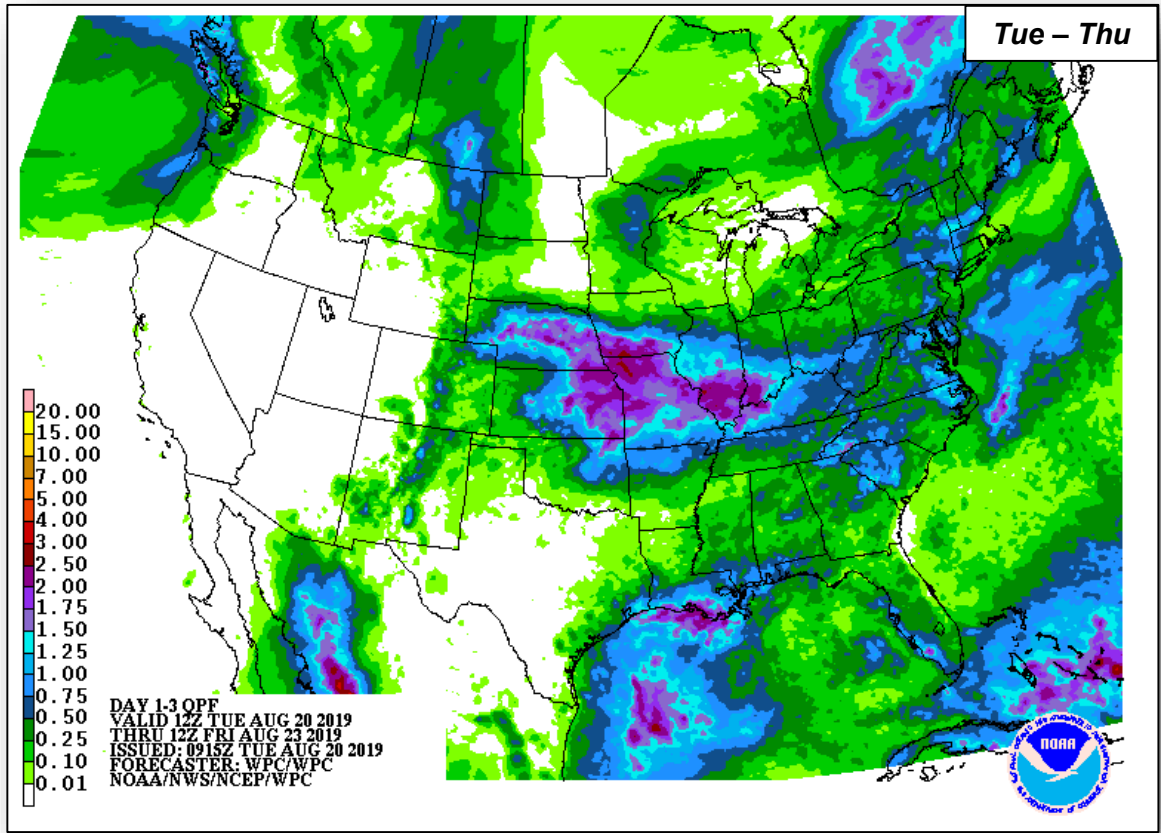 Tue – Thu
20.00
15.00
10.00
7.00
5.00
4.00
3.00
2.50
2.00
1.75
1.50
1.25
1.00
0.75
0.50
0.25
0.10
0.01
DAY 1-3 QPF
VALID 12Z TUE AUG 20 2019
THRU 12Z FRI AUG 23 2019
ISSUED: 0915Z TUE AUG 20 2019
FORECASTER: WPC/WPC
NOAA/NWS/NCEP/WPC
NOAA